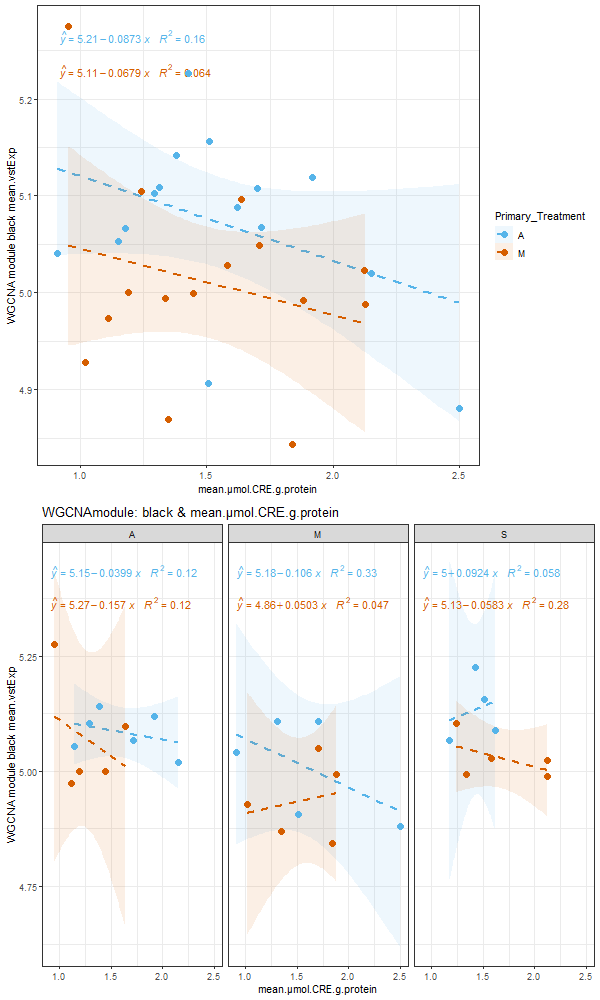 ŷ = 5.21 − 0.0873 x R² = 0.16
ŷ = 5.11 − 0.0679 x R² = 0.064
5.2
5.1
5.0
4.9
WGCNA module black mean.vstExp
1.0 1.5 2.0 2.5
mean.µmol.CRE.g.protein
Primary_Treatment
A
M
WGCNAmodule: black & mean.µmol.CRE.g.protein
A M S
ŷ = 5.15 − 0.0399 x R² = 0.12 ŷ = 5.18 − 0.106 x R² = 0.33 ŷ = 5 + 0.0924 x R² = 0.058
ŷ = 5.27 − 0.157 x R² = 0.12 ŷ = 4.86 + 0.0503 x R² = 0.047 ŷ = 5.13 − 0.0583 x R² = 0.28
5.25
5.00
4.75
WGCNA module black mean.vstExp
1.0 1.5 2.0 2.5 1.0 1.5 2.0 2.5 1.0 1.5 2.0 2.5
mean.µmol.CRE.g.protein